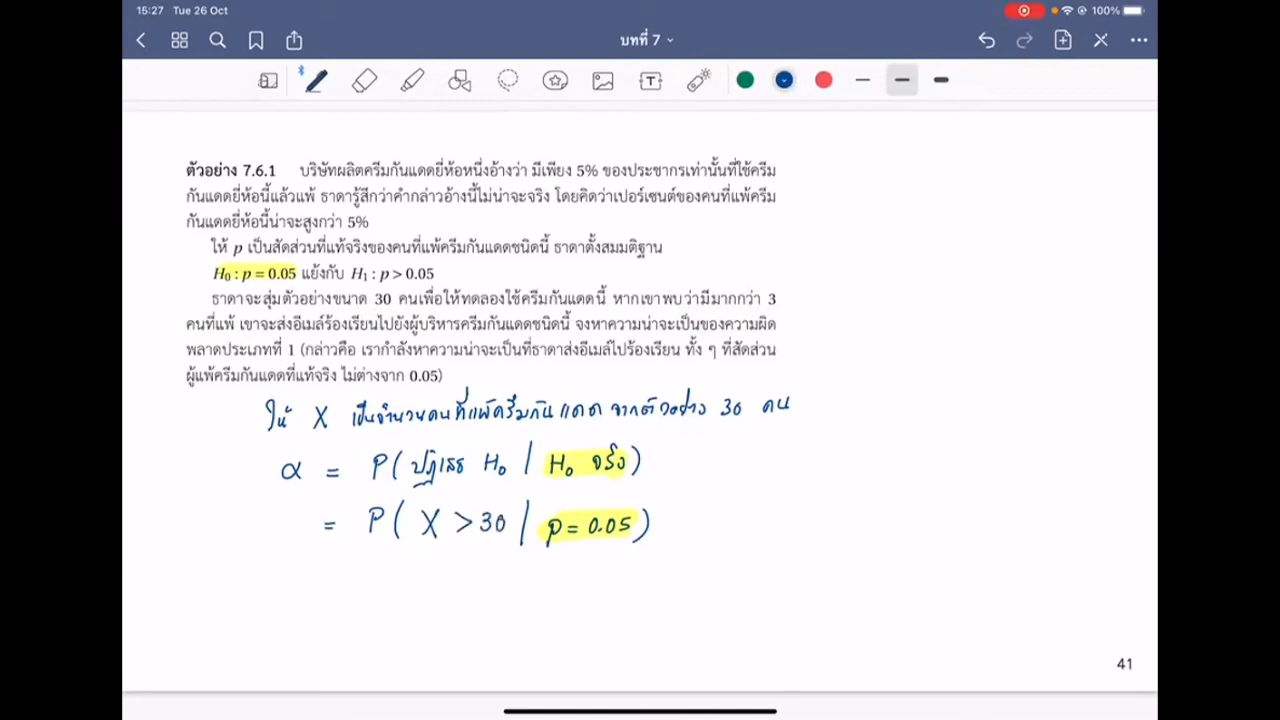 15:27 Tue 26 Oct 100%
บทที่ 7
T
ตัวอย่าง 7.6.1 บริษัทผลิตครีมกันแดดยี่ห้อหนึ่งอ้างว่า มีเพียง 5% ของประชากรเท่านั้นที่ใช้ครีม
กันแดดยี่ห้อนี้แล้วแพ้ ธาดารู้สึกว่าคำกล่าวอ้างนี้ไม่น่าจะจริง โดยคิดว่าเปอร์เซนต์ของคนที่แพ้ครีม
กันแดดยี่ห้อนี้น่าจะสูงกว่า 5%
ให้ p เป็นสัดส่วนที่แท้จริงของคนที่แพ้ครีมกันแดดชนิดนี้ ธาดาตั้งสมมติฐาน
H₀ : p = 0.05 แย้งกับ H₁ : p > 0.05
ธาดาจะสุ่มตัวอย่างขนาด 30 คนเพื่อให้ทดลองใช้ครีมกันแดดนี้ หากเขาพบว่ามีมากกว่า 3
คนที่แพ้ เขาจะส่งอีเมล์ร้องเรียนไปยังผู้บริหารครีมกันแดดชนิดนี้ จงหาความน่าจะเป็นของความผิด
พลาดประเภทที่ 1 (กล่าวคือ เรากำลังหาความน่าจะเป็นที่ธาดาส่งอีเมล์ไปร้องเรียน ทั้ง ๆ ที่สัดส่วน
ผู้แพ้ครีมกันแดดที่แท้จริง ไม่ต่างจาก 0.05)
ให้ X เป็นจำนวนคนที่แพ้ครีมกันแดด จากตัวอย่าง 30 คน
α = P( ปฏิเสธ H₀ | H₀ จริง )
= P( X > 30 | p = 0.05 )
41